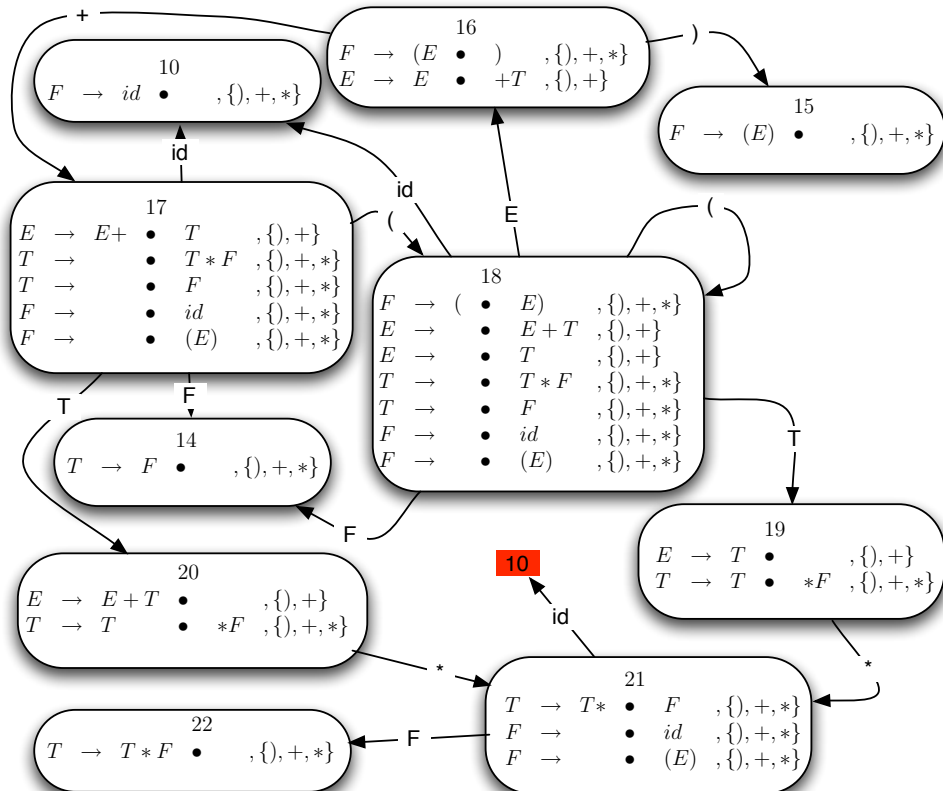 +
16
F → (E • ) , {), +, *}
E → E • +T , {), +}
)
10
F → id • , {), +, *}
15
F → (E) • , {), +, *}
id
id
E
(
(
17
E → E+ • T , {), +}
T → • T * F , {), +, *}
T → • F , {), +, *}
F → • id , {), +, *}
F → • (E) , {), +, *}
18
F → ( • E) , {), +, *}
E → • E + T , {), +}
E → • T , {), +}
T → • T * F , {), +, *}
T → • F , {), +, *}
F → • id , {), +, *}
F → • (E) , {), +, *}
T
F
T
14
T → F • , {), +, *}
F
19
E → T • , {), +}
T → T • *F , {), +, *}
10
20
E → E + T • , {), +}
T → T • *F , {), +, *}
id
*
*
21
T → T* • F , {), +, *}
F → • id , {), +, *}
F → • (E) , {), +, *}
22
T → T * F • , {), +, *}
F